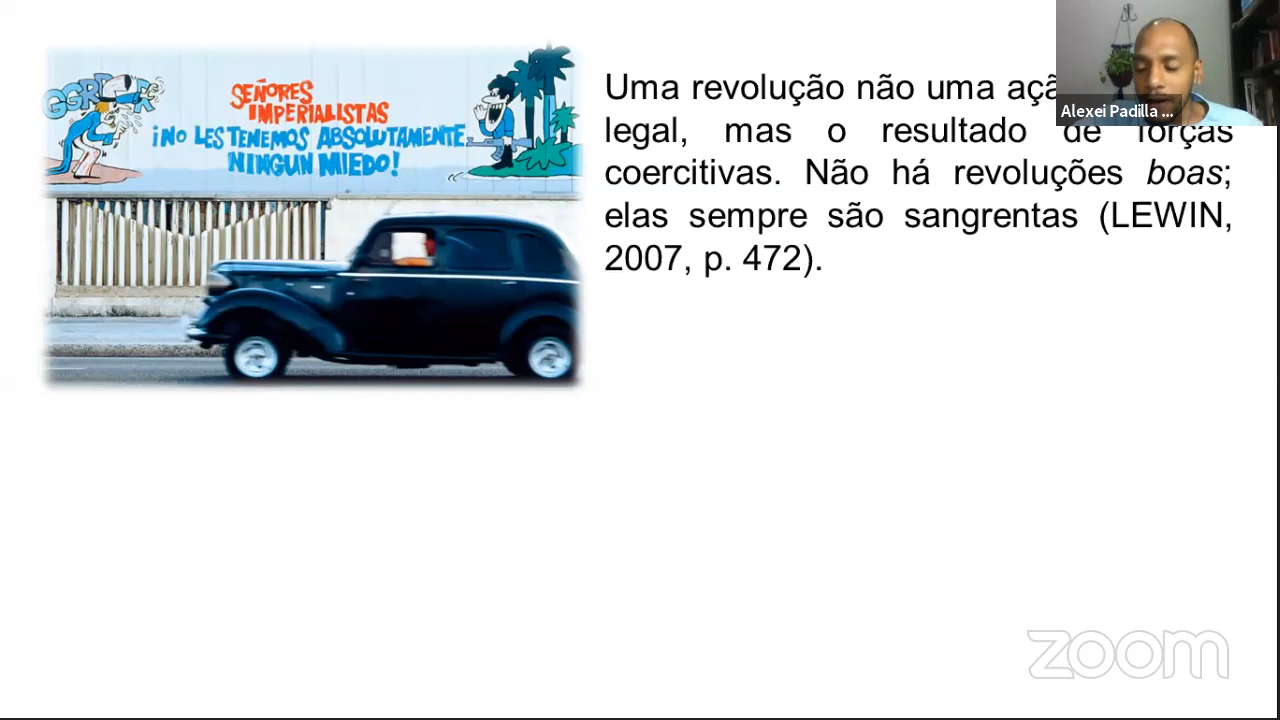 GGRR
SEÑORES
IMPERIALISTAS
¡NO LES TENEMOS ABSOLUTAMENTE
NINGUN MIEDO!
Uma revolução não uma
legal, mas o resultado de forças
coercitivas. Não há revoluções boas;
elas sempre são sangrentas (LEWIN,
2007, p. 472).
Alexei Padilla ...
zoom